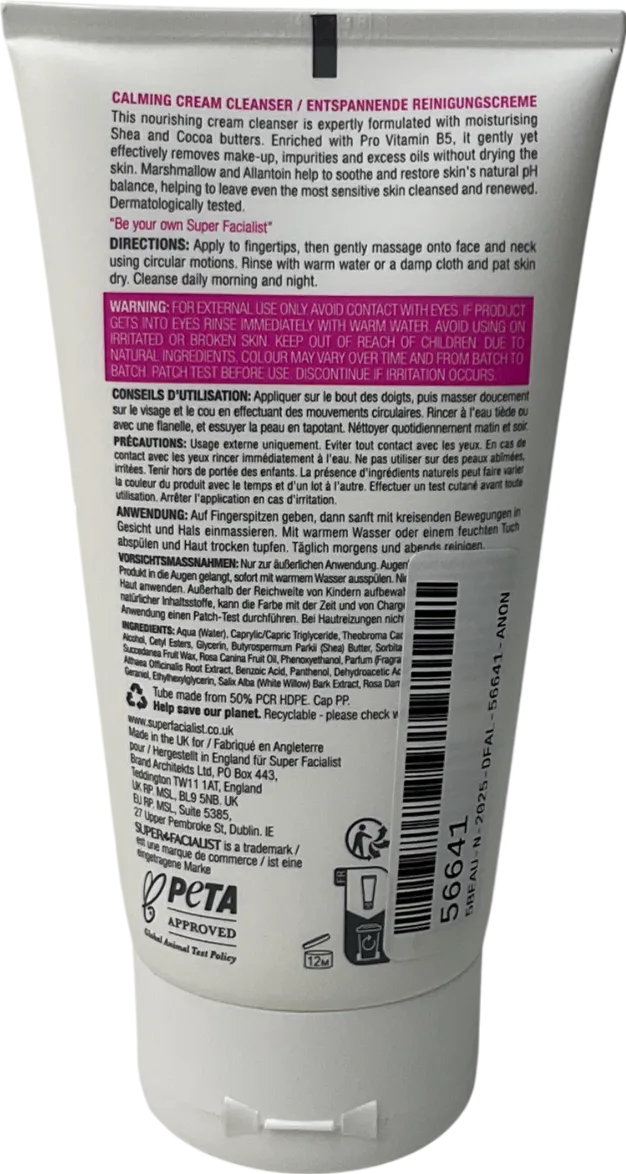 CALMING CREAM CLEANSER / ENTSPANNENDE REINIGUNGSCREME
This nourishing cream cleanser is expertly formulated with moisturising
Shea and Cocoa butters. Enriched with Pro Vitamin B5, it gently yet
effectively removes make-up, impurities and excess oils without drying the
skin. Marshmallow and Allantoin help to soothe and restore skin's natural pH
balance, helping to leave even the most sensitive skin cleansed and renewed.
Dermatologically tested.
"Be your own Super Facialist"
DIRECTIONS: Apply to fingertips, then gently massage onto face and neck
using circular motions. Rinse with warm water or a damp cloth and pat skin
dry. Cleanse daily morning and night.
WARNING: FOR EXTERNAL USE ONLY AVOID CONTACT WITH EYES. IF PRODUCT
GETS INTO EYES RINSE IMMEDIATELY WITH WARM WATER. AVOID USING ON
IRRITATED OR BROKEN SKIN. KEEP OUT OF REACH OF CHILDREN. DUE TO
NATURAL INGREDIENTS, COLOUR MAY VARY OVER TIME AND FROM BATCH TO
BATCH. PATCH TEST BEFORE USE. DISCONTINUE IF IRRITATION OCCURS.
CONSEILS D'UTILISATION: Appliquer sur le bout des doigts, puis masser doucement
sur le visage et le cou en effectuant des mouvements circulaires. Rincer à l'eau tiède ou
avec une flanelle, et essuyer la peau en tapotant. Néttoyer quotidiennement matin et soir.
PRÉCAUTIONS: Usage externe uniquement. Eviter tout contact avec les yeux. En cas de
contact avec les yeux rincer immédiatement à l'eau. Ne pas utiliser sur des peaux abîmées,
irritées. Tenir hors de portée des enfants. La présence d'ingrédients naturels peut faire varier
la couleur du produit avec le temps et d'un lot à l'autre. Effectuer un test cutané avant toute
utilisation. Arrêter l'application en cas d'irritation.
ANWENDUNG: Auf Fingerspitzen geben, dann sanft mit kreisenden Bewegungen in
Gesicht und Hals einmassieren. Mit warmem Wasser oder einem feuchten Tuch
abspülen und Haut trocken tupfen. Täglich morgens und abends reinigen.
VORSICHTSMASSNAHMEN: Nur zur äußerlichen Anwendung. Augen
Produkt in die Augen gelangt, sofort mit warmem Wasser ausspülen. Ni
Haut anwenden. Außerhalb der Reichweite von Kindern aufbewa
natürlicher Inhaltsstoffe, kann die Farbe mit der Zeit und von Charg
Anwendung einen Patch-Test durchführen. Bei Hautreizungen nich
INGREDIENTS: Aqua (Water), Caprylic/Capric Triglyceride, Theobroma Cac
Alcohol, Cetyl Esters, Glycerin, Butyrospermum Parkii (Shea) Butter, Sorbita
Succedanea Fruit Wax, Rosa Canina Fruit Oil, Phenoxyethanol, Parfum (Fragra
Althaea Officinalis Root Extract, Benzoic Acid, Panthenol, Dehydroacetic Ac
Geraniol, Ethylhexylglycerin, Salix Alba (White Willow) Bark Extract, Rosa Dam
Tube made from 50% PCR HDPE. Cap PP.
Help save our planet. Recyclable - please check w
www.superfacialist.co.uk
Made in the UK for / Fabriqué en Angleterre
pour / Hergestellt in England für Super Facialist
Brand Architekts Ltd, PO Box 443,
Teddington TW11 1AT, England
UK RP. MSL, BL9 5NB. UK
EU RP. MSL, Suite 5385,
27 Upper Pembroke St, Dublin. IE
SUPER FACIALIST is a trademark /
est une marque de commerce / ist eine
eingetragene Marke
PETA
APPROVED
Global Animal Test Policy
12M
FR
56641
5BEAU-N-2025-DFAL-56641-ANON